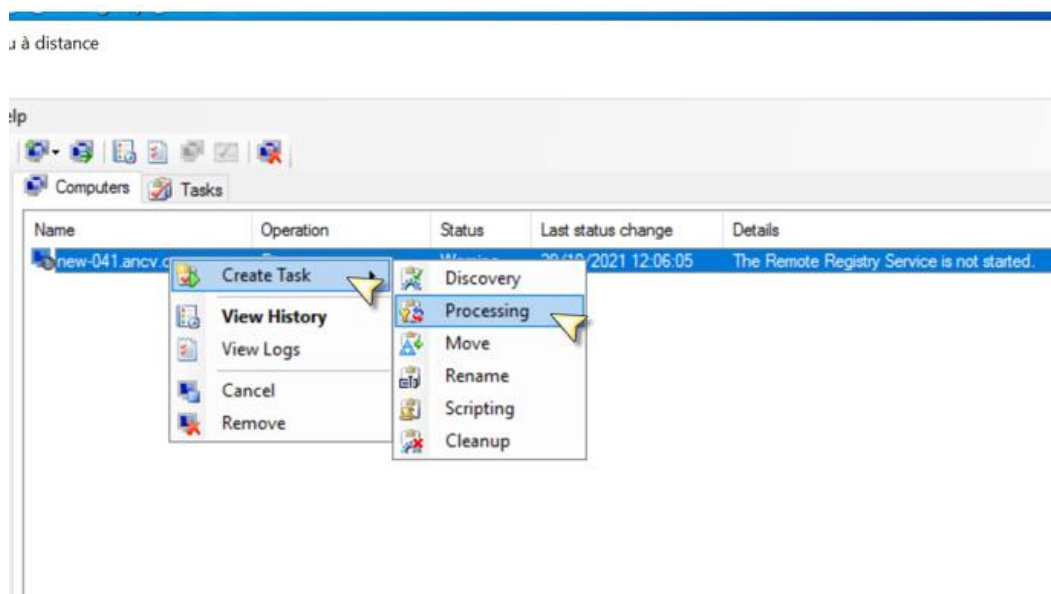 u à distance
elp
Computers Tasks
Name Operation Status Last status change Details
new-041.ancv. 12:06:05 The Remote Registry Service is not started.
Create Task
View History
View Logs
Cancel
Remove
Discovery
Processing
Move
Rename
Scripting
Cleanup